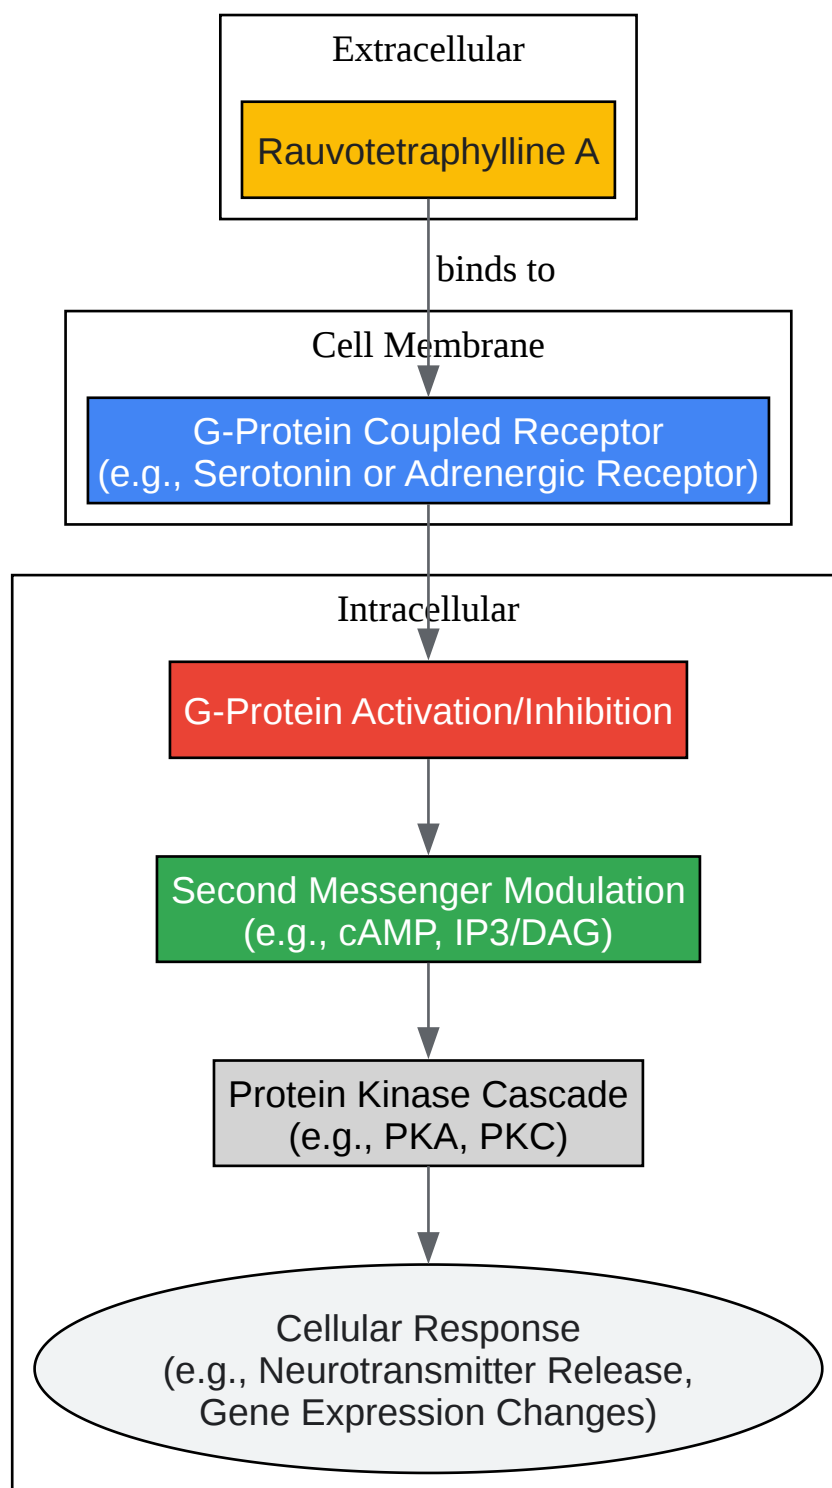 Extracellular
Rauvotetraphylline A
binds to
Cell Membrane
G-Protein Coupled Receptor
(e.g., Serotonin or Adrenergic Receptor)
Intracellular
G-Protein Activation/Inhibition
Second Messenger Modulation
(e.g., cAMP, IP3/DAG)
Protein Kinase Cascade
(e.g., PKA, PKC)
Cellular Response
(e.g., Neurotransmitter Release,
Gene Expression Changes)